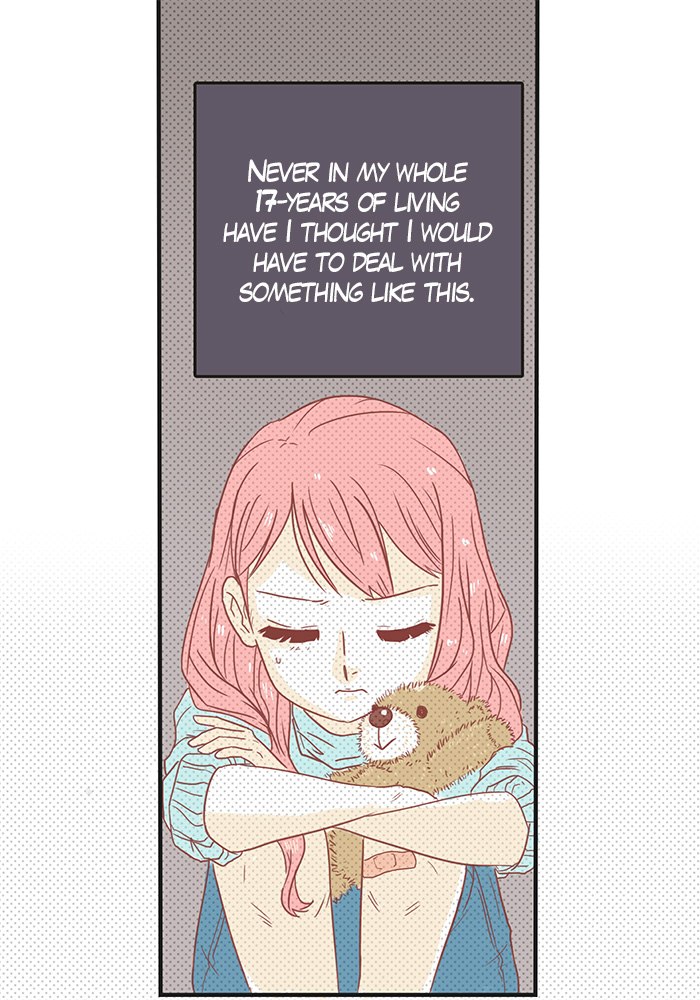 NEVER IN MY WHOLE
17-YEARS OF LIVING
HAVE I THOUGHT I WOULD
HAVE TO DEAL WITH
SOMETHING LIKE THIS.